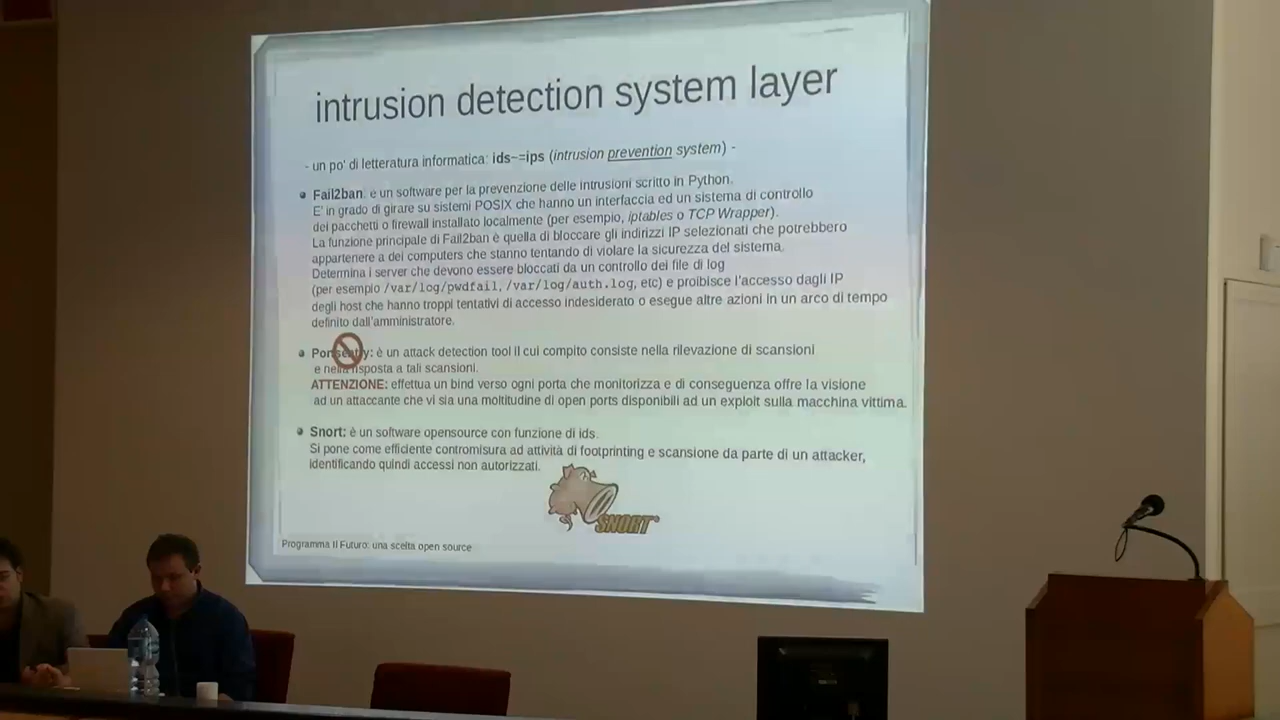 intrusion detection system layer
- un po' di letteratura informatica: ids~=ips (intrusion prevention system) -
Fail2ban: è un software per la prevenzione delle intrusioni scritto in Python.
E' in grado di girare su sistemi POSIX che hanno un interfaccia ed un sistema di controllo
dei pacchetti o firewall installato localmente (per esempio, iptables o TCP Wrapper).
La funzione principale di Fail2ban è quella di bloccare gli indirizzi IP selezionati che potrebbero
appartenere a dei computers che stanno tentando di violare la sicurezza del sistema.
Determina i server che devono essere bloccati da un controllo dei file di log
(per esempio /var/log/pwdfail, /var/log/auth.log, etc) e proibisce l'accesso dagli IP
degli host che hanno troppi tentativi di accesso indesiderato o esegue altre azioni in un arco di tempo
definito dall'amministratore.
Portsentry: è un attack detection tool il cui compito consiste nella rilevazione di scansioni
e nella risposta a tali scansioni.
ATTENZIONE: effettua un bind verso ogni porta che monitorizza e di conseguenza offre la visione
ad un attaccante che vi sia una moltitudine di open ports disponibili ad un exploit sulla macchina vittima.
Snort: è un software opensource con funzione di ids.
Si pone come efficiente contromisura ad attività di footprinting e scansione da parte di un attacker,
identificando quindi accessi non autorizzati.
SNORT
Programma Il Futuro: una scelta open source